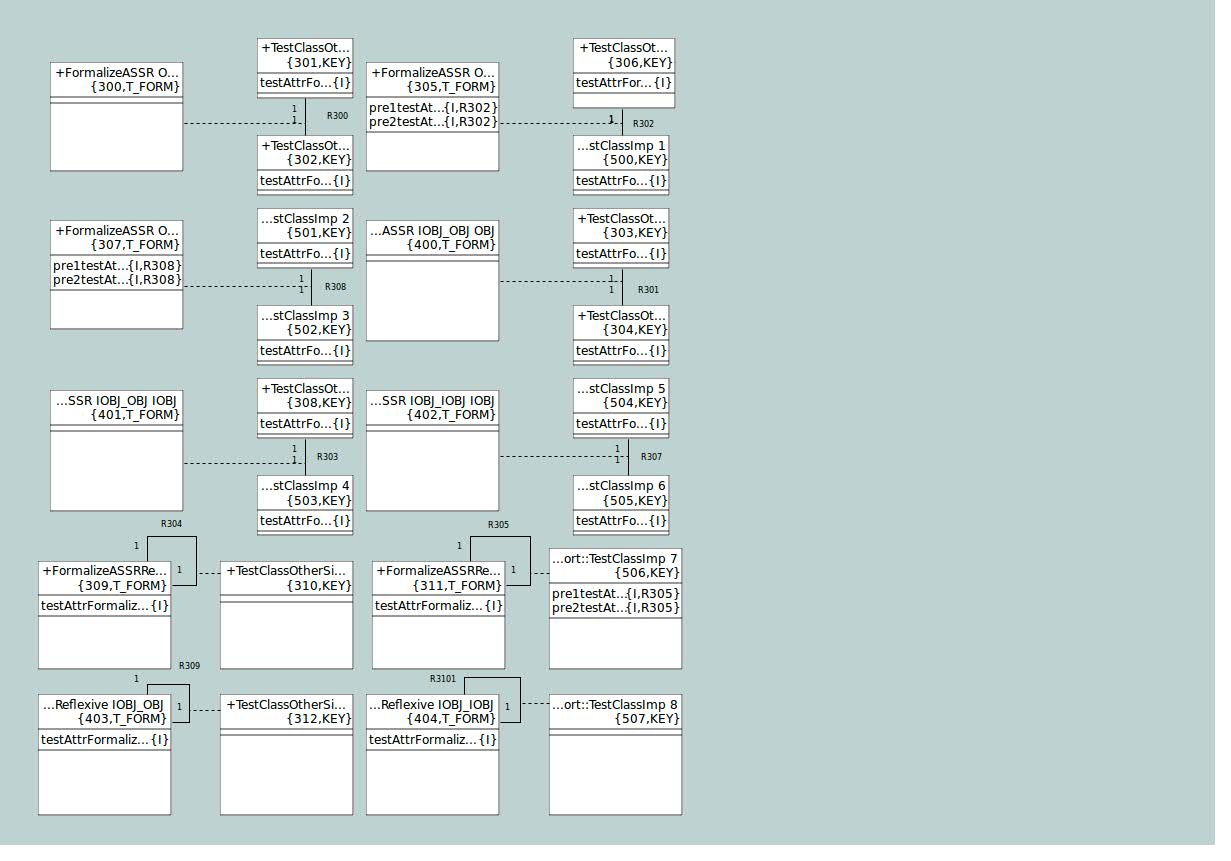 +FormalizeASSR O...
{300,T_FORM}
+TestClassOt...
{301,KEY}
testAttrFo...{I}
1
1
R300
+TestClassOt...
{302,KEY}
testAttrFo...{I}
+FormalizeASSR O...
{305,T_FORM}
pre1testAt...{I,R302}
pre2testAt...{I,R302}
+TestClassOt...
{306,KEY}
testAttrFor...{I}
1
R302
...stClassImp 1
{500,KEY}
testAttrFo...{I}
+FormalizeASSR O...
{307,T_FORM}
pre1testAt...{I,R308}
pre2testAt...{I,R308}
...stClassImp 2
{501,KEY}
testAttrFo...{I}
1
1
R308
...stClassImp 3
{502,KEY}
testAttrFo...{I}
...ASSR IOBJ_OBJ OBJ
{400,T_FORM}
+TestClassOt...
{303,KEY}
testAttrFo...{I}
1
1
R301
+TestClassOt...
{304,KEY}
testAttrFo...{I}
...SSR IOBJ_OBJ IOBJ
{401,T_FORM}
+TestClassOt...
{308,KEY}
testAttrFo...{I}
1
1
R303
...stClassImp 4
{503,KEY}
testAttrFo...{I}
...SSR IOBJ_IOBJ IOBJ
{402,T_FORM}
...stClassImp 5
{504,KEY}
testAttrFo...{I}
1
1
R307
...stClassImp 6
{505,KEY}
testAttrFo...{I}
R304
1
1
+FormalizeASSRRe...
{309,T_FORM}
testAttrFormaliz...{I}
+TestClassOtherSi...
{310,KEY}
R305
1
1
+FormalizeASSRRe...
{311,T_FORM}
testAttrFormaliz...{I}
...ort::TestClassImp 7
{506,KEY}
pre1testAt...{I,R305}
pre2testAt...{I,R305}
R309
1
1
...Reflexive IOBJ_OBJ
{403,T_FORM}
testAttrFormaliz...{I}
+TestClassOtherSi...
{312,KEY}
R3101
1
...Reflexive IOBJ_IOBJ
{404,T_FORM}
testAttrFormaliz...{I}
...ort::TestClassImp 8
{507,KEY}